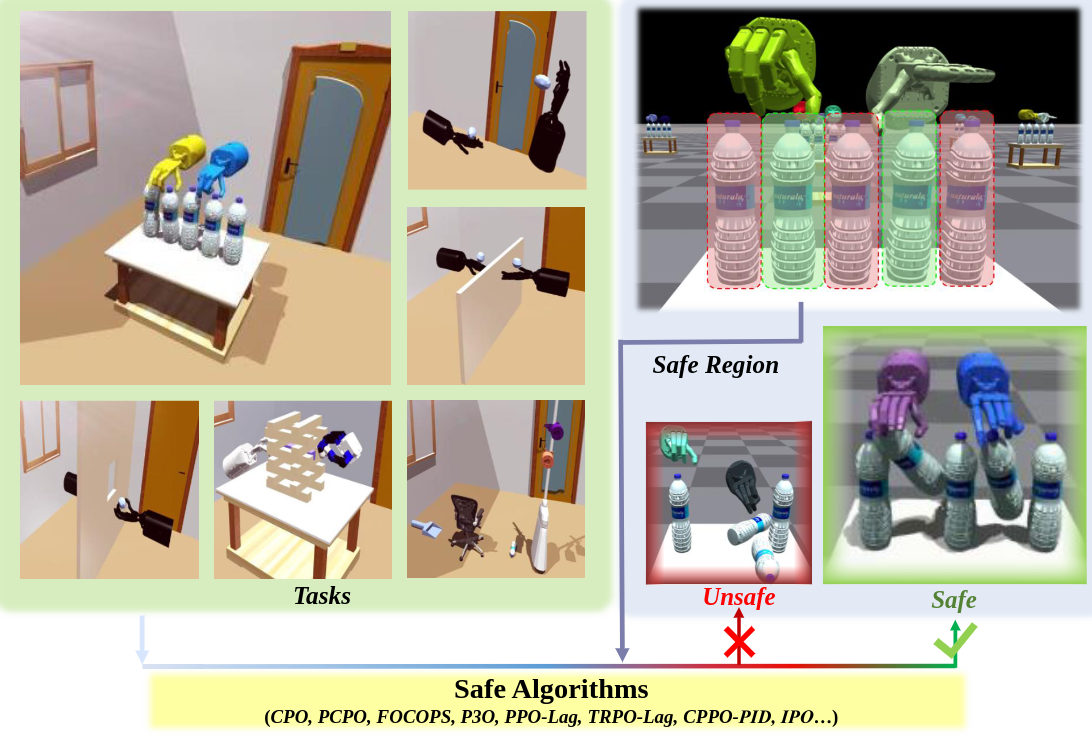 Safe Region
Tasks
Unsafe
Safe
Safe Algorithms
(CPO, PCPO, FOCOPS, P3O, PPO-Lag, TRPO-Lag, CPPO-PID, IPO…)